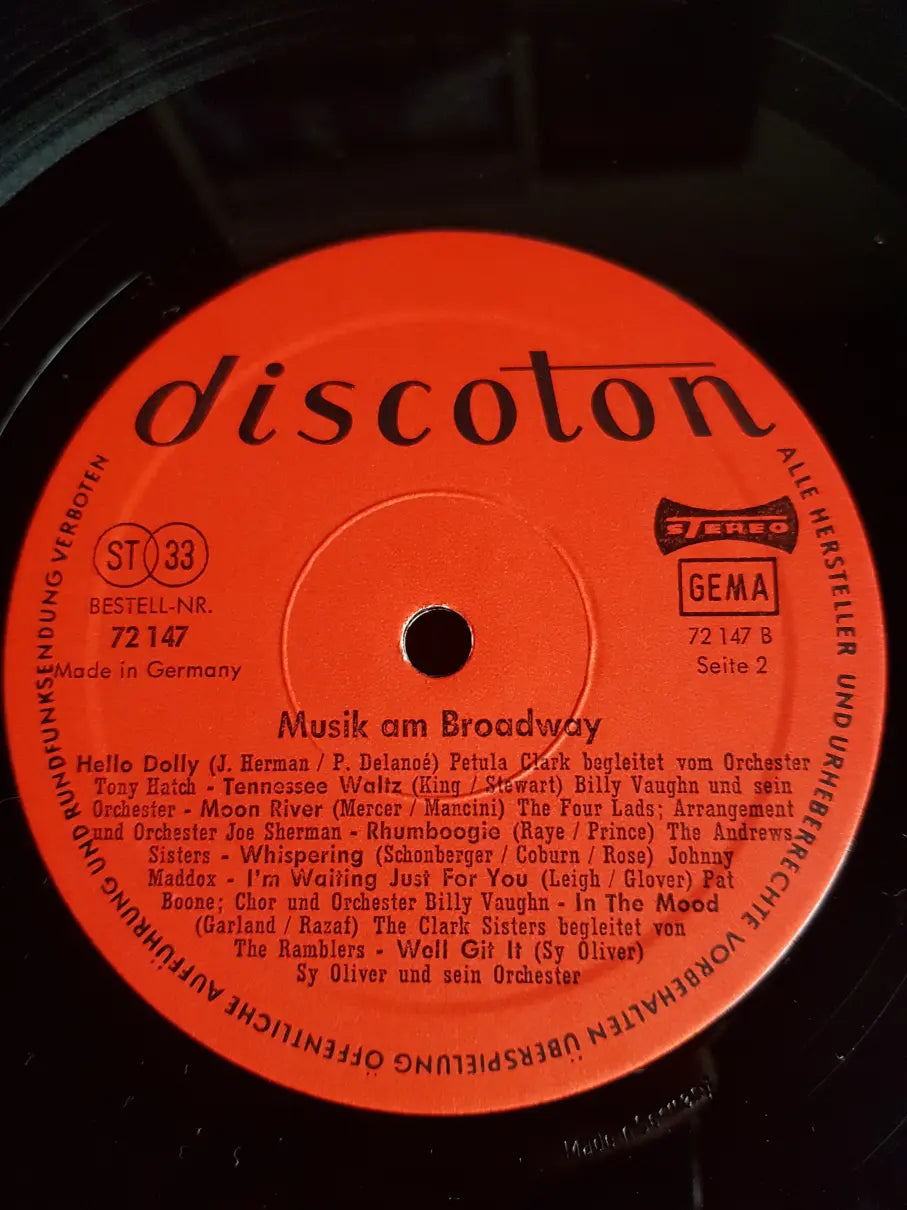 discoton
ST 33
BESTELL-NR.
72 147
Made in Germany
STEREO
GEMA
72 147 B
Seite 2
Musik am Broadway
Hello Dolly (J. Herman / P. Delanoé) Petula Clark begleitet vom Orchester
Tony Hatch - Tennessee Waltz (King / Stewart) Billy Vaughn und sein
Orchester - Moon River (Mercer / Mancini) The Four Lads; Arrangement
und Orchester Joe Sherman - Rhumboogie (Raye / Prince) The Andrews
Sisters - Whispering (Schonberger / Coburn / Rose) Johnny
Maddox - I'm Waiting Just For You (Leigh / Glover) Pat
Boone; Chor und Orchester Billy Vaughn - In The Mood
(Garland / Razaf) The Clark Sisters begleitet von
The Ramblers - Well Git It (Sy Oliver)
Sy Oliver und sein Orchester
ALLE HERSTELLER UND URHEBERRECHTE VORBEHALTEN ÜBERSPIELUNG ÖFFENTLICHE AUFFÜHRUNG UND RUNDFUNKSENDUNG VERBOTEN
Made in Germany